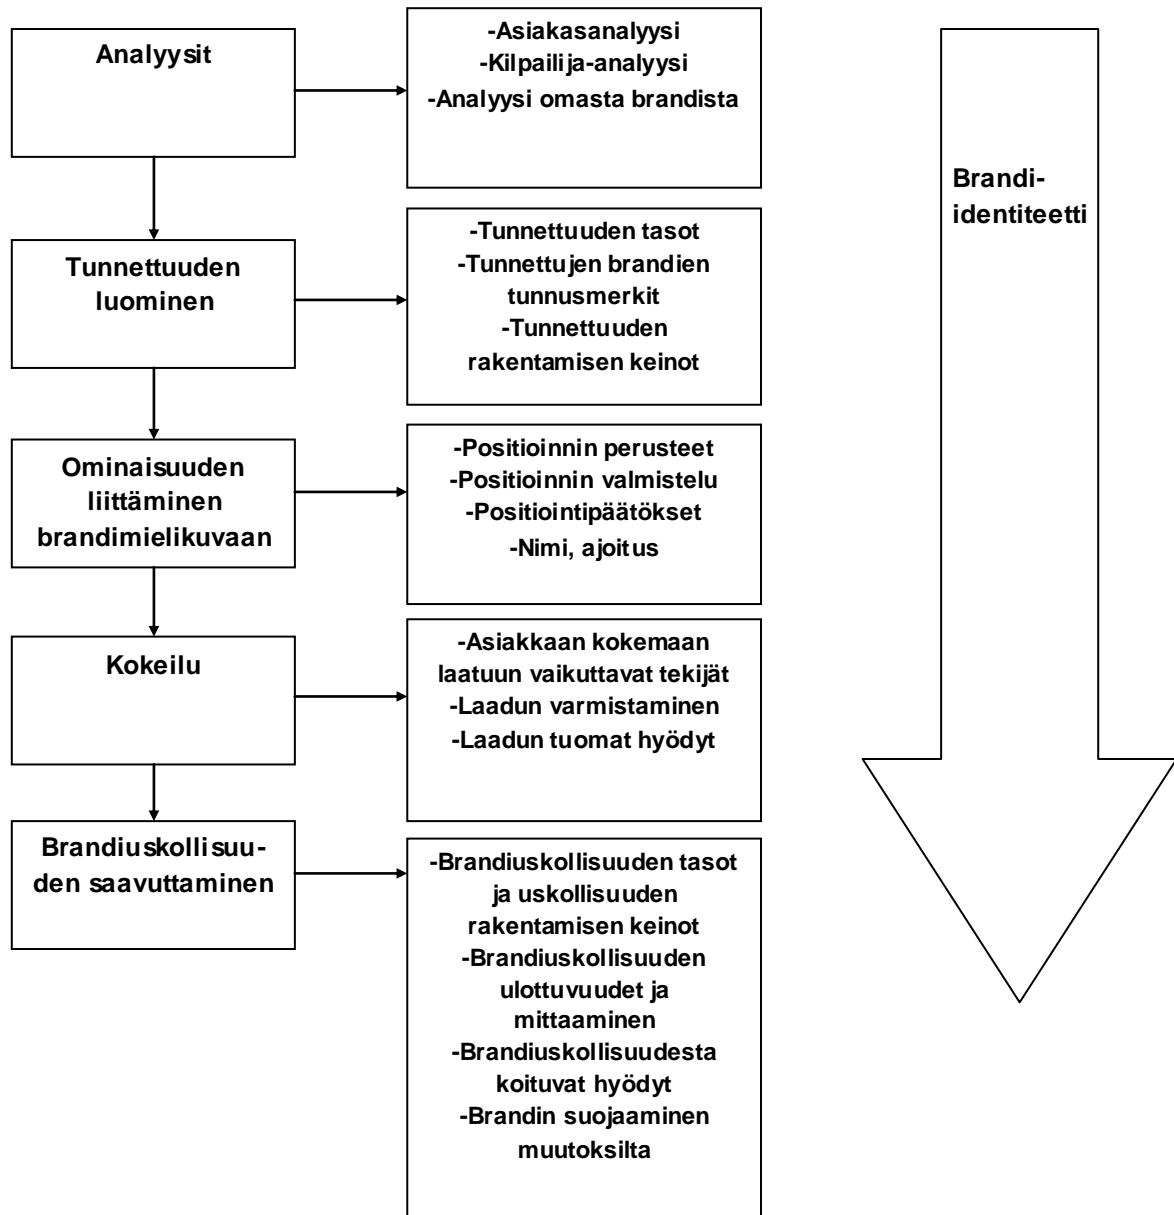 Analyysit
-Asiakasanalyysi
-Kilpailija-analyysi
-Analyysi omasta brandista
Brandi-
identiteetti
Tunnettuuden
luominen
-Tunnettuuden tasot
-Tunnettujen brandien
tunnusmerkit
-Tunnettuuden
rakentamisen keinot
Ominaisuuden
liittäminen
brandimielikuvaan
-Positioinnin perusteet
-Positioinnin valmistelu
-Positiointipäätökset
-Nimi, ajoitus
Kokeilu
-Asiakkaan kokemaan
laatuun vaikuttavat tekijät
-Laadun varmistaminen
-Laadun tuomat hyödyt
Brandiuskollisuu-
den saavuttaminen
-Brandiuskollisuuden tasot
ja uskollisuuden
rakentamisen keinot
-Brandiuskollisuuden
ulottuvuudet ja
mittaaminen
-Brandiuskollisuudesta
koituvat hyödyt
-Brandin suojaaminen
muutoksilta